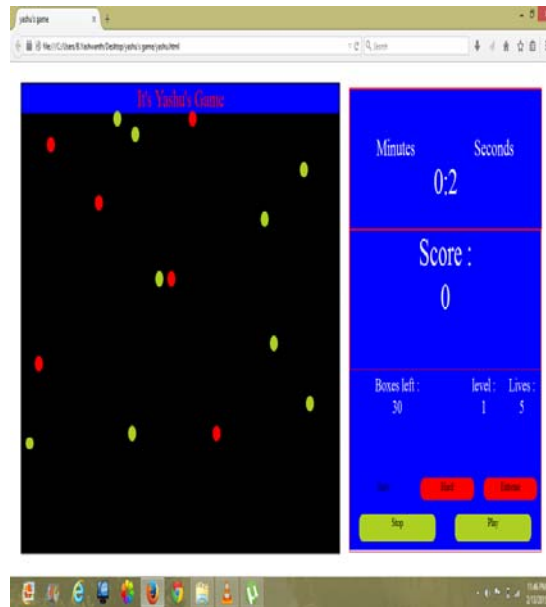 yashu's game
Search
It's Yashu's Game
Minutes Seconds
0:2
Score :
0
Boxes left : level : Lives :
30 1 5
Hard
Stop Play